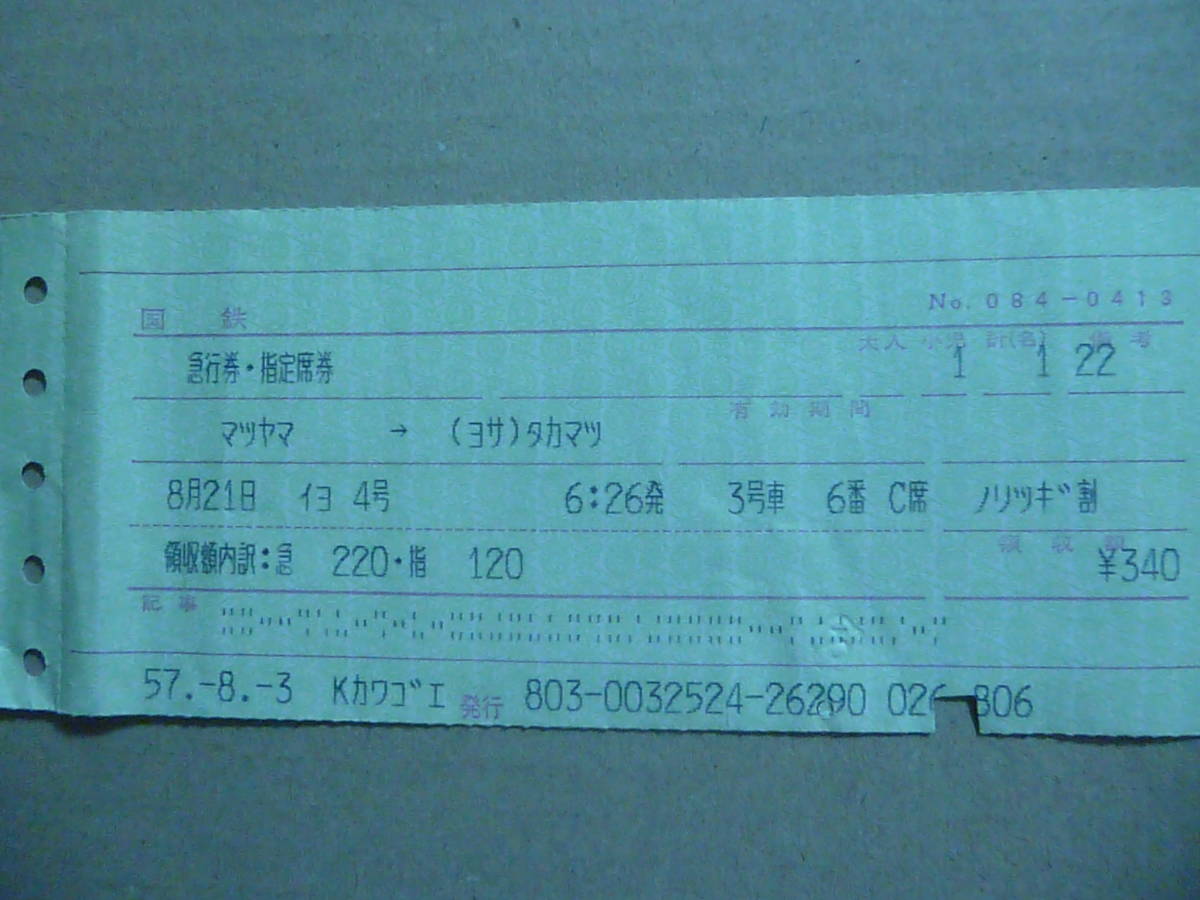 国鉄 No.084-0413
大人 小児 計(名) 備考
急行券・指定席券 1 1 22
有効期間
マツヤマ → (ヨサ)タカマツ
8月21日 イヨ 4号 6:26発 3号車 6番 C席 ノリツギ割
領収額
領収額内訳:急 220・指 120 ¥340
記事
57.-8.-3 Kカワゴエ 発行 803-0032524-26290 026 806